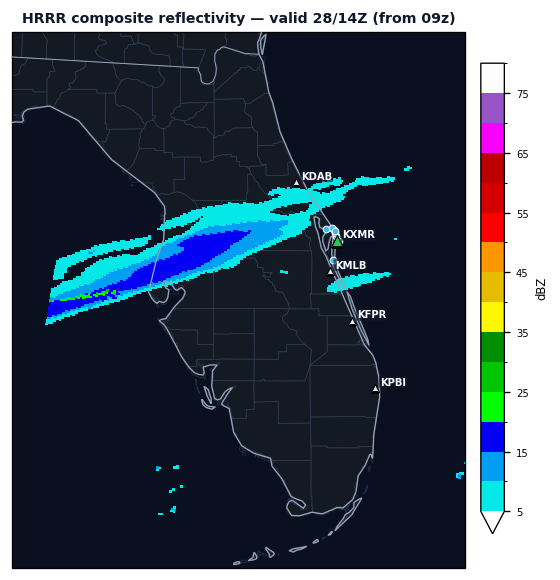 HRRR composite reflectivity — valid 28/14Z (from 09z)
KDAB
KXMR
KMLB
KFPR
KPBI
75
65
55
45
35
25
15
5
dBZ